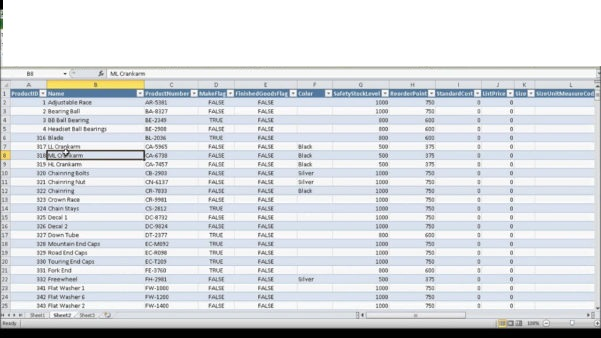 B8 fx ML Crankarm
A B C D E F G H I J K L
1 ProductID Name ProductNumber MakeFlag FinishedGoodsFlag Color SafetyStockLevel ReorderPoint StandardCost ListPrice Size SizeUnitMeasureCod
2 1 Adjustable Race AR-5381 FALSE FALSE 1000 750 0 0
3 2 Bearing Ball BA-8327 FALSE FALSE 1000 750 0 0
4 3 BB Ball Bearing BE-2349 TRUE FALSE 800 600 0 0
5 4 Headset Ball Bearings BE-2908 FALSE FALSE 800 600 0 0
6 316 Blade BL-2036 TRUE FALSE 800 600 0 0
7 317 LL Crankarm CA-5965 FALSE FALSE Black 500 375 0 0
8 318 ML Crankarm CA-6738 FALSE FALSE Black 500 375 0 0
9 319 HL Crankarm CA-7457 FALSE FALSE Black 500 375 0 0
10 320 Chainring Bolts CB-2903 FALSE FALSE Silver 1000 750 0 0
11 321 Chainring Nut CN-6137 FALSE FALSE Silver 1000 750 0 0
12 322 Chainring CR-7833 FALSE FALSE Black 1000 750 0 0
13 323 Crown Race CR-9981 FALSE FALSE 1000 750 0 0
14 324 Chain Stays CS-2812 TRUE FALSE 1000 750 0 0
15 325 Decal 1 DC-8732 FALSE FALSE 1000 750 0 0
16 326 Decal 2 DC-9824 FALSE FALSE 1000 750 0 0
17 327 Down Tube DT-2377 TRUE FALSE 800 600 0 0
18 328 Mountain End Caps EC-M092 TRUE FALSE 1000 750 0 0
19 329 Road End Caps EC-R098 TRUE FALSE 1000 750 0 0
20 330 Touring End Caps EC-T209 TRUE FALSE 1000 750 0 0
21 331 Fork End FE-3760 TRUE FALSE 800 600 0 0
22 332 Freewheel FH-2981 FALSE FALSE Silver 500 375 0 0
23 341 Flat Washer 1 FW-1000 FALSE FALSE 1000 750 0 0
24 342 Flat Washer 6 FW-1200 FALSE FALSE 1000 750 0 0
25 343 Flat Washer 2 FW-1400 FALSE FALSE 1000 750 0 0
Sheet1 Sheet2 Sheet3
Ready 100%